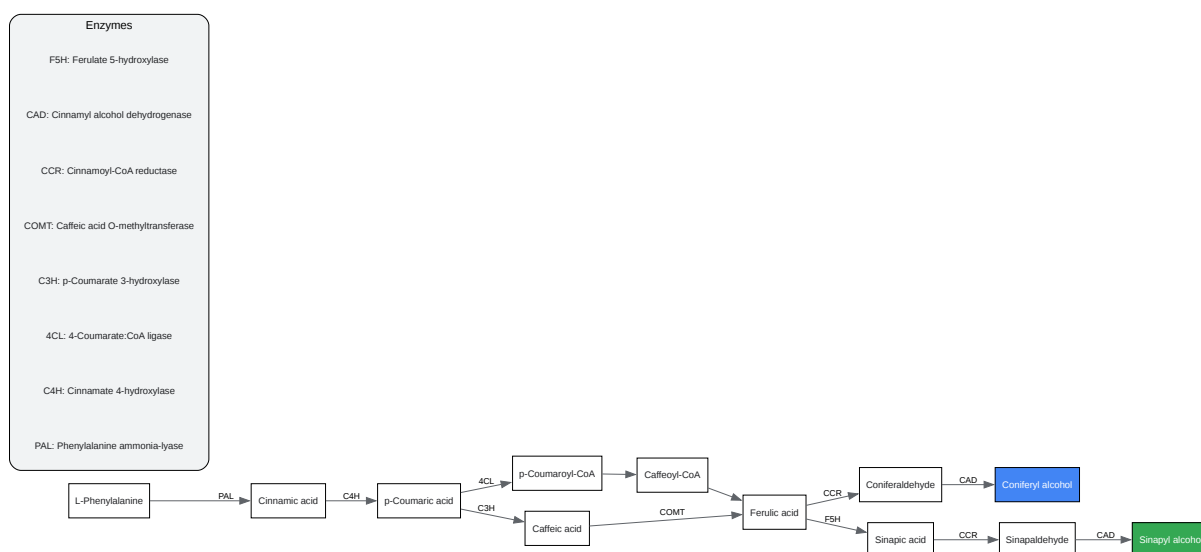 Enzymes
F5H: Ferulate 5-hydroxylase
CAD: Cinnamyl alcohol dehydrogenase
CCR: Cinnamoyl-CoA reductase
COMT: Caffeic acid O-methyltransferase
C3H: p-Coumarate 3-hydroxylase
4CL: 4-Coumarate:CoA ligase
C4H: Cinnamate 4-hydroxylase
PAL: Phenylalanine ammonia-lyase
L-Phenylalanine
PAL
Cinnamic acid
C4H
p-Coumaric acid
4CL
C3H
p-Coumaroyl-CoA
Caffeoyl-CoA
Caffeic acid
COMT
Ferulic acid
CCR
F5H
Coniferaldehyde
CAD
Coniferyl alcohol
Sinapic acid
CCR
Sinapaldehyde
CAD
Sinapyl alcoho